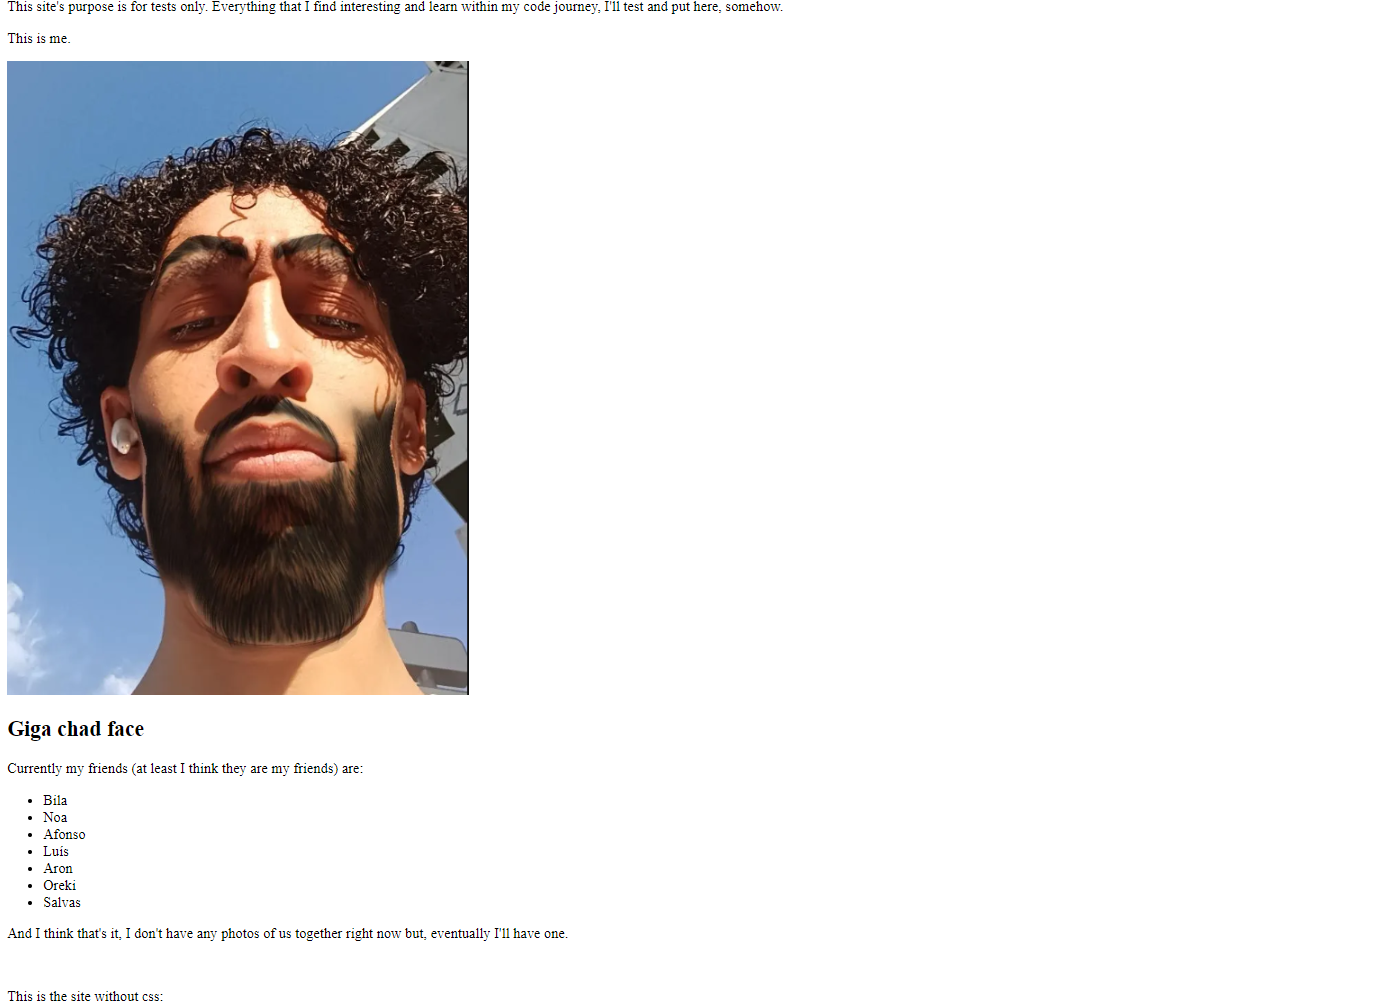 This site's purpose is for tests only. Everything that I find interesting and learn within my code journey, I'll test and put here, somehow.
This is me.
Giga chad face
Currently my friends (at least I think they are my friends) are:
Bila
Noa
Afonso
Luís
Aron
Oreki
Salvas
And I think that's it, I don't have any photos of us together right now but, eventually I'll have one.
This is the site without css: